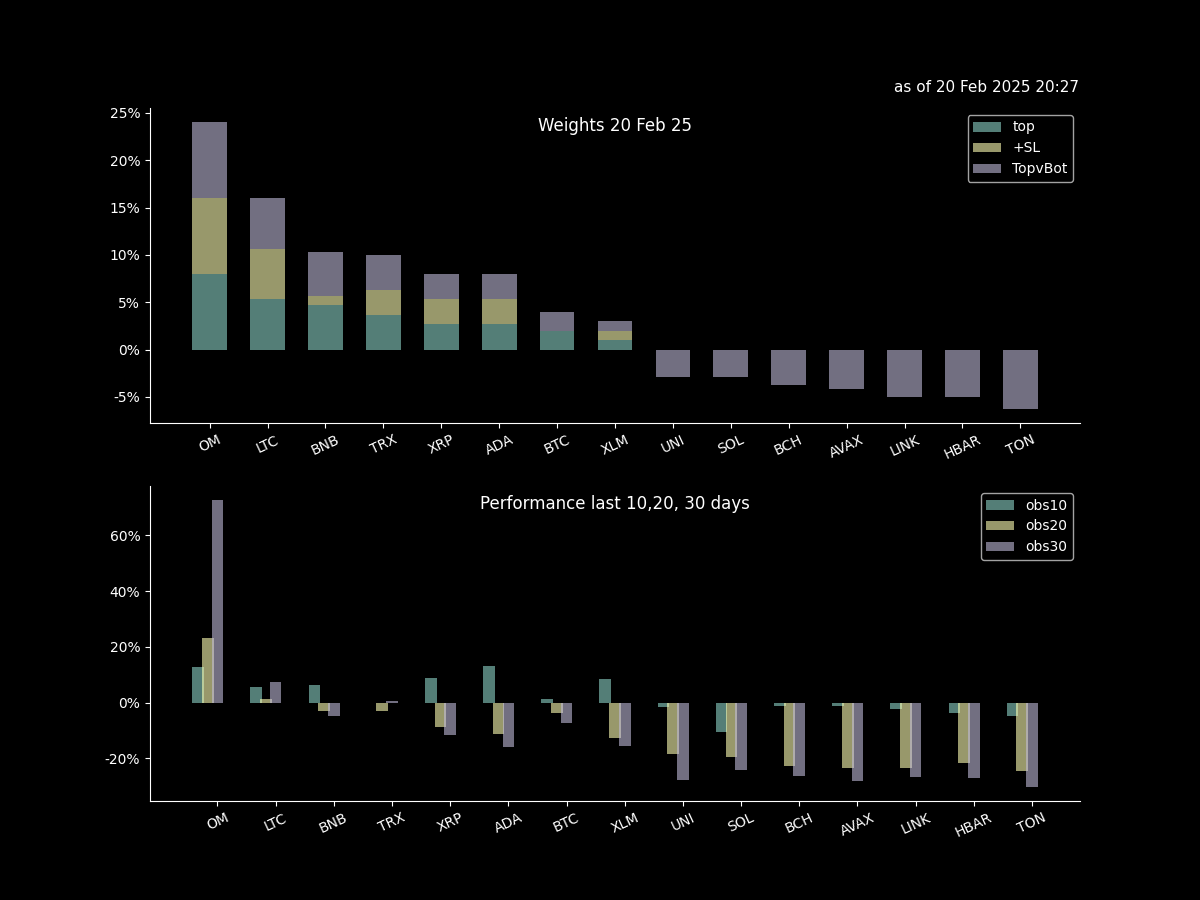 as of 20 Feb 2025 20:27
Weights 20 Feb 25
top
+SL
TopvBot
25%
20%
15%
10%
5%
0%
-5%
OM LTC BNB TRX XRP ADA BTC XLM UNI SOL BCH AVAX LINK HBAR TON
Performance last 10,20, 30 days
obs10
obs20
obs30
60%
40%
20%
0%
-20%
OM LTC BNB TRX XRP ADA BTC XLM UNI SOL BCH AVAX LINK HBAR TON